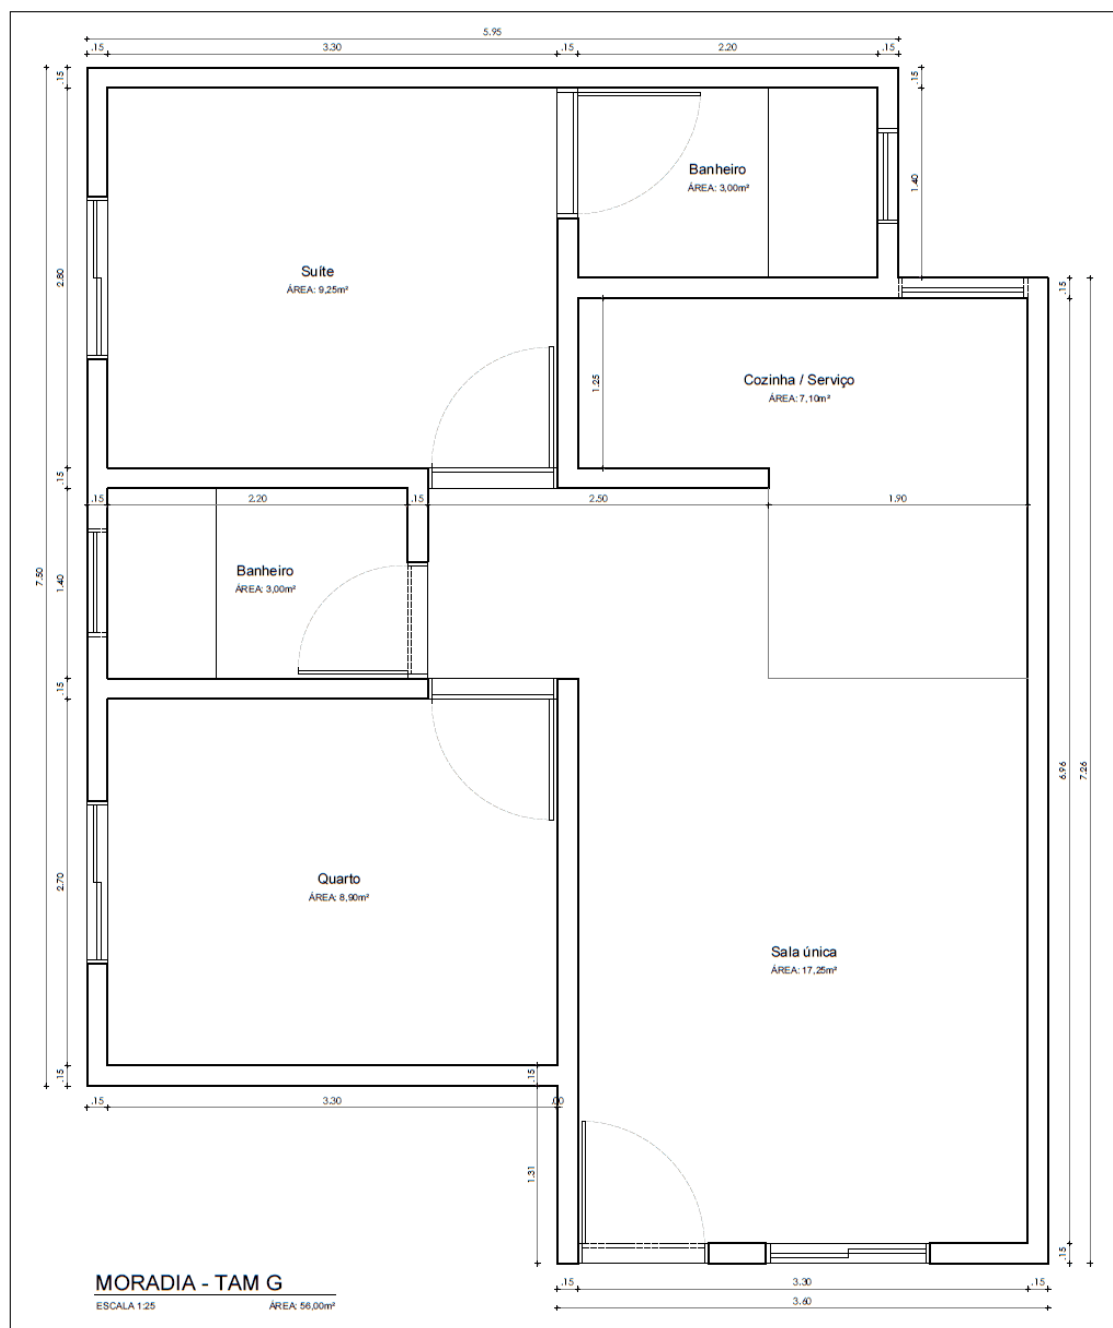 5.95
.15 3.30 .15 2.20 .15
.15
.15
Banheiro
ÁREA: 3,00m²
1.40
Suíte
ÁREA: 9,25m²
2.80
.15
Cozinha / Serviço
ÁREA: 7,10m²
1.25
.15
.15 2.20 .15 2.50 1.90
Banheiro
ÁREA: 3,00m²
7.50
1.40
.15
6.96
7.26
Quarto
ÁREA: 8,90m²
2.70
Sala única
ÁREA: 17,25m²
.15
.15
.15 3.30 .00
1.31
.15
MORADIA - TAM G
ESCALA 1:25 ÁREA: 56,00m²
.15 3.30 .15
3.60